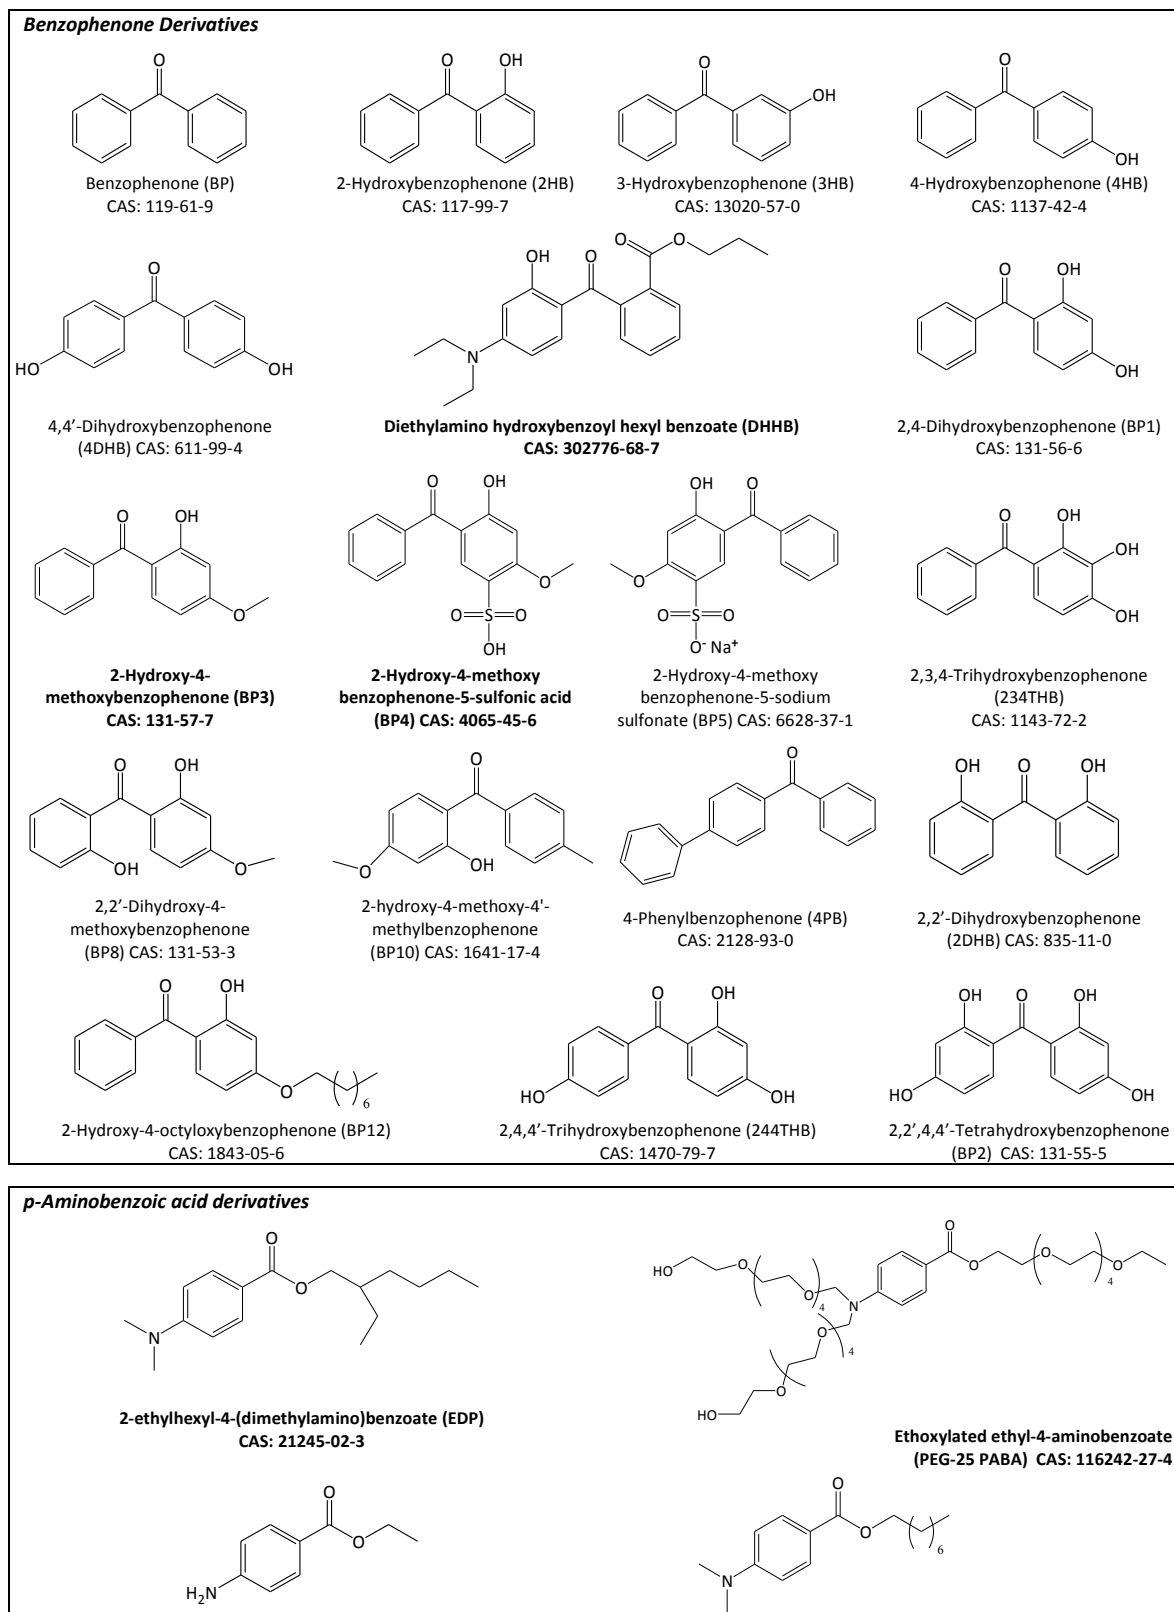 Benzophenone Derivatives
O
O OH
O
OH
O
OH
Benzophenone (BP)
CAS: 119-61-9
2-Hydroxybenzophenone (2HB)
CAS: 117-99-7
3-Hydroxybenzophenone (3HB)
CAS: 13020-57-0
4-Hydroxybenzophenone (4HB)
CAS: 1137-42-4
O
HO OH
OH O O O
N
O OH
OH
4,4’-Dihydroxybenzophenone
(4DHB) CAS: 611-99-4
Diethylamino hydroxybenzoyl hexyl benzoate (DHHB)
CAS: 302776-68-7
2,4-Dihydroxybenzophenone (BP1)
CAS: 131-56-6
O OH
O
O OH
O
O S O
OH
OH O
O
O S O
O- Na+
O OH
OH
OH
2-Hydroxy-4-
methoxybenzophenone (BP3)
CAS: 131-57-7
2-Hydroxy-4-methoxy
benzophenone-5-sulfonic acid
(BP4) CAS: 4065-45-6
2-Hydroxy-4-methoxy
benzophenone-5-sodium
sulfonate (BP5) CAS: 6628-37-1
2,3,4-Trihydroxybenzophenone
(234THB)
CAS: 1143-72-2
O OH
OH O
O
O OH
O
OH O OH
2,2’-Dihydroxy-4-
methoxybenzophenone
(BP8) CAS: 131-53-3
2-hydroxy-4-methoxy-4'-
methylbenzophenone
(BP10) CAS: 1641-17-4
4-Phenylbenzophenone (4PB)
CAS: 2128-93-0
2,2’-Dihydroxybenzophenone
(2DHB) CAS: 835-11-0
O OH
O 6
O OH
HO OH
OH O OH
HO OH
2-Hydroxy-4-octyloxybenzophenone (BP12)
CAS: 1843-05-6
2,4,4’-Trihydroxybenzophenone (244THB)
CAS: 1470-79-7
2,2’,4,4’-Tetrahydroxybenzophenone
(BP2) CAS: 131-55-5
p-Aminobenzoic acid derivatives
O
O
N
O
O O O
4
HO O O
4
N
O
4
O
HO
2-ethylhexyl-4-(dimethylamino)benzoate (EDP)
CAS: 21245-02-3
Ethoxylated ethyl-4-aminobenzoate
(PEG-25 PABA) CAS: 116242-27-4
O
O
H2N
O
O
6
N